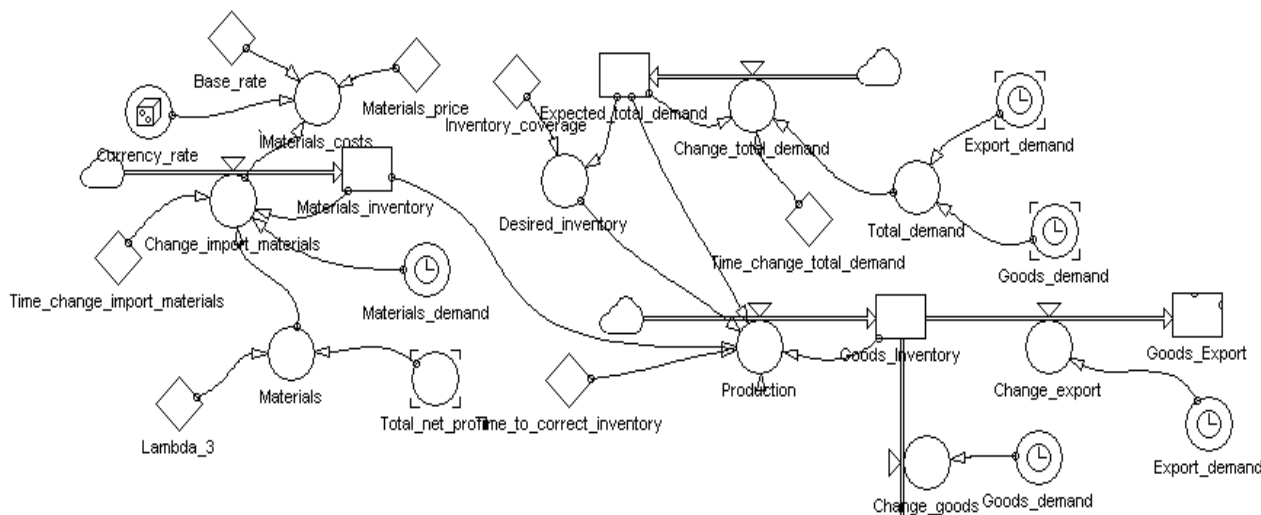 Base_rate
Materials_price
Expected_total_demand
Inventory_coverage
Materials_costs
Currency_rate
Change_total_demand
Export_demand
Materials_inventory
Desired_inventory
Total_demand
Change_import_materials
Time_change_total_demand
Goods_demand
Time_change_import_materials
Materials_demand
Goods_Inventory
Goods_Export
Materials
Production
Change_export
Total_net_profit
Time_to_correct_inventory
Lambda_3
Export_demand
Change_goods
Goods_demand